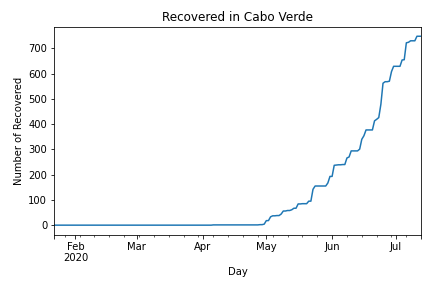 Recovered in Cabo Verde
Number of Recovered
700
600
500
400
300
200
100
0
Feb
2020
Mar
Apr
May
Jun
Jul
Day